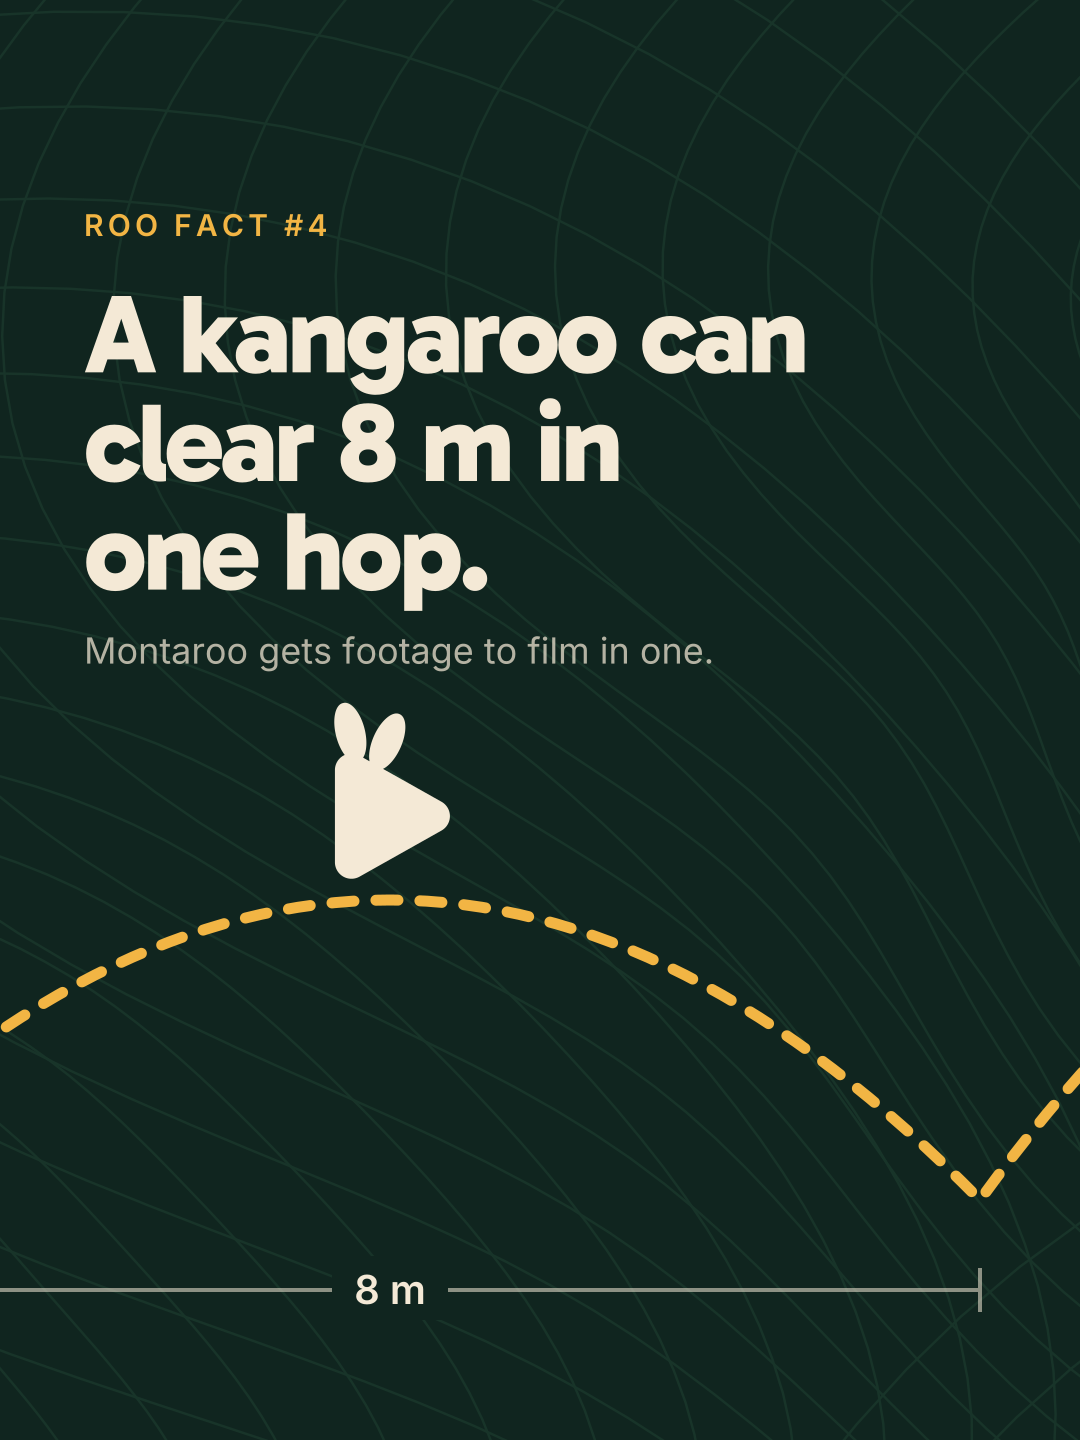 ROO FACT #4
A kangaroo can
clear 8 m in
one hop.
Montaroo gets footage to film in one.
8 m